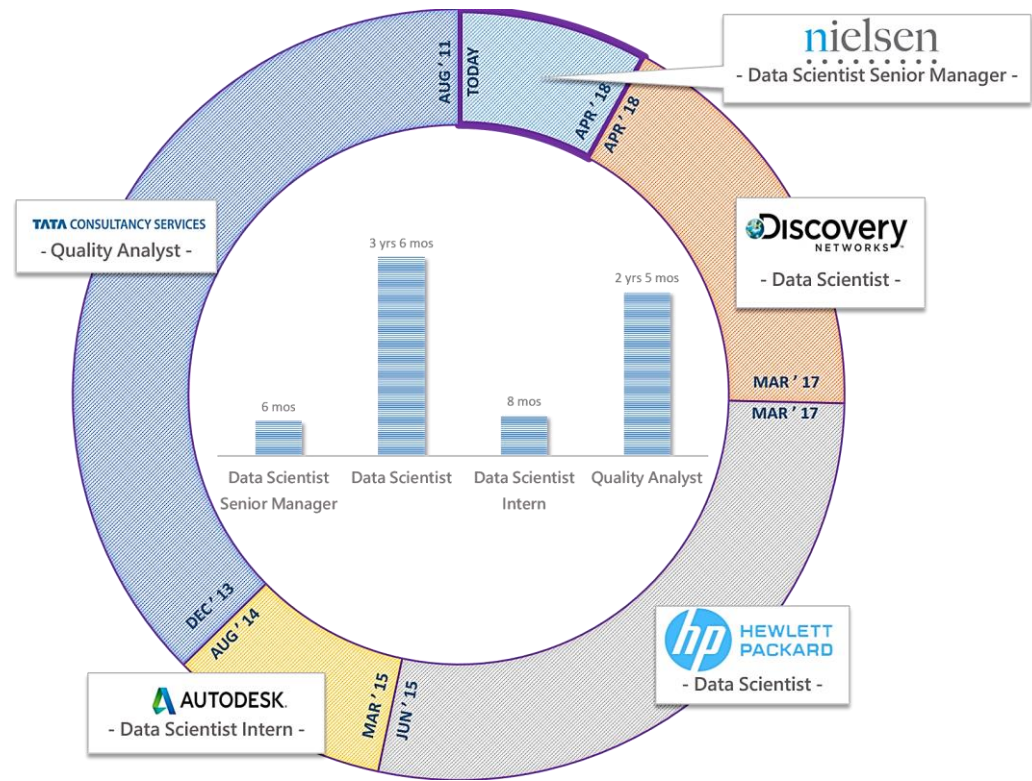 nielsen
- Data Scientist Senior Manager -
AUG ' 11
TODAY
APR ' 18
APR ' 18
TATA CONSULTANCY SERVICES
- Quality Analyst -
Discovery
NETWORKS™
- Data Scientist -
3 yrs 6 mos
2 yrs 5 mos
6 mos
8 mos
Data Scientist
Senior Manager
Data Scientist
Data Scientist
Intern
Quality Analyst
MAR ' 17
MAR ' 17
DEC ' 13
AUG ' 14
MAR ' 15
JUN ' 15
hp HEWLETT
PACKARD
- Data Scientist -
AUTODESK.
- Data Scientist Intern -